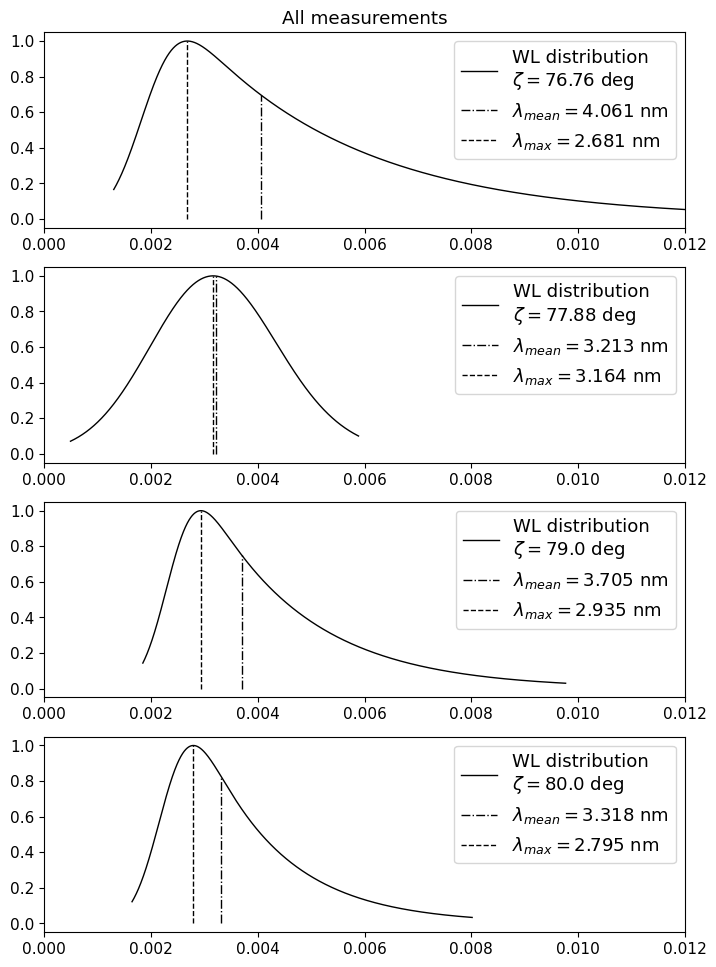 All measurements
1.0
0.8
0.6
0.4
0.2
0.0
WL distribution
ζ = 76.76 deg
λmean = 4.061 nm
λmax = 2.681 nm
0.000 0.002 0.004 0.006 0.008 0.010 0.012
1.0
0.8
0.6
0.4
0.2
0.0
WL distribution
ζ = 77.88 deg
λmean = 3.213 nm
λmax = 3.164 nm
0.000 0.002 0.004 0.006 0.008 0.010 0.012
1.0
0.8
0.6
0.4
0.2
0.0
WL distribution
ζ = 79.0 deg
λmean = 3.705 nm
λmax = 2.935 nm
0.000 0.002 0.004 0.006 0.008 0.010 0.012
1.0
0.8
0.6
0.4
0.2
0.0
WL distribution
ζ = 80.0 deg
λmean = 3.318 nm
λmax = 2.795 nm
0.000 0.002 0.004 0.006 0.008 0.010 0.012